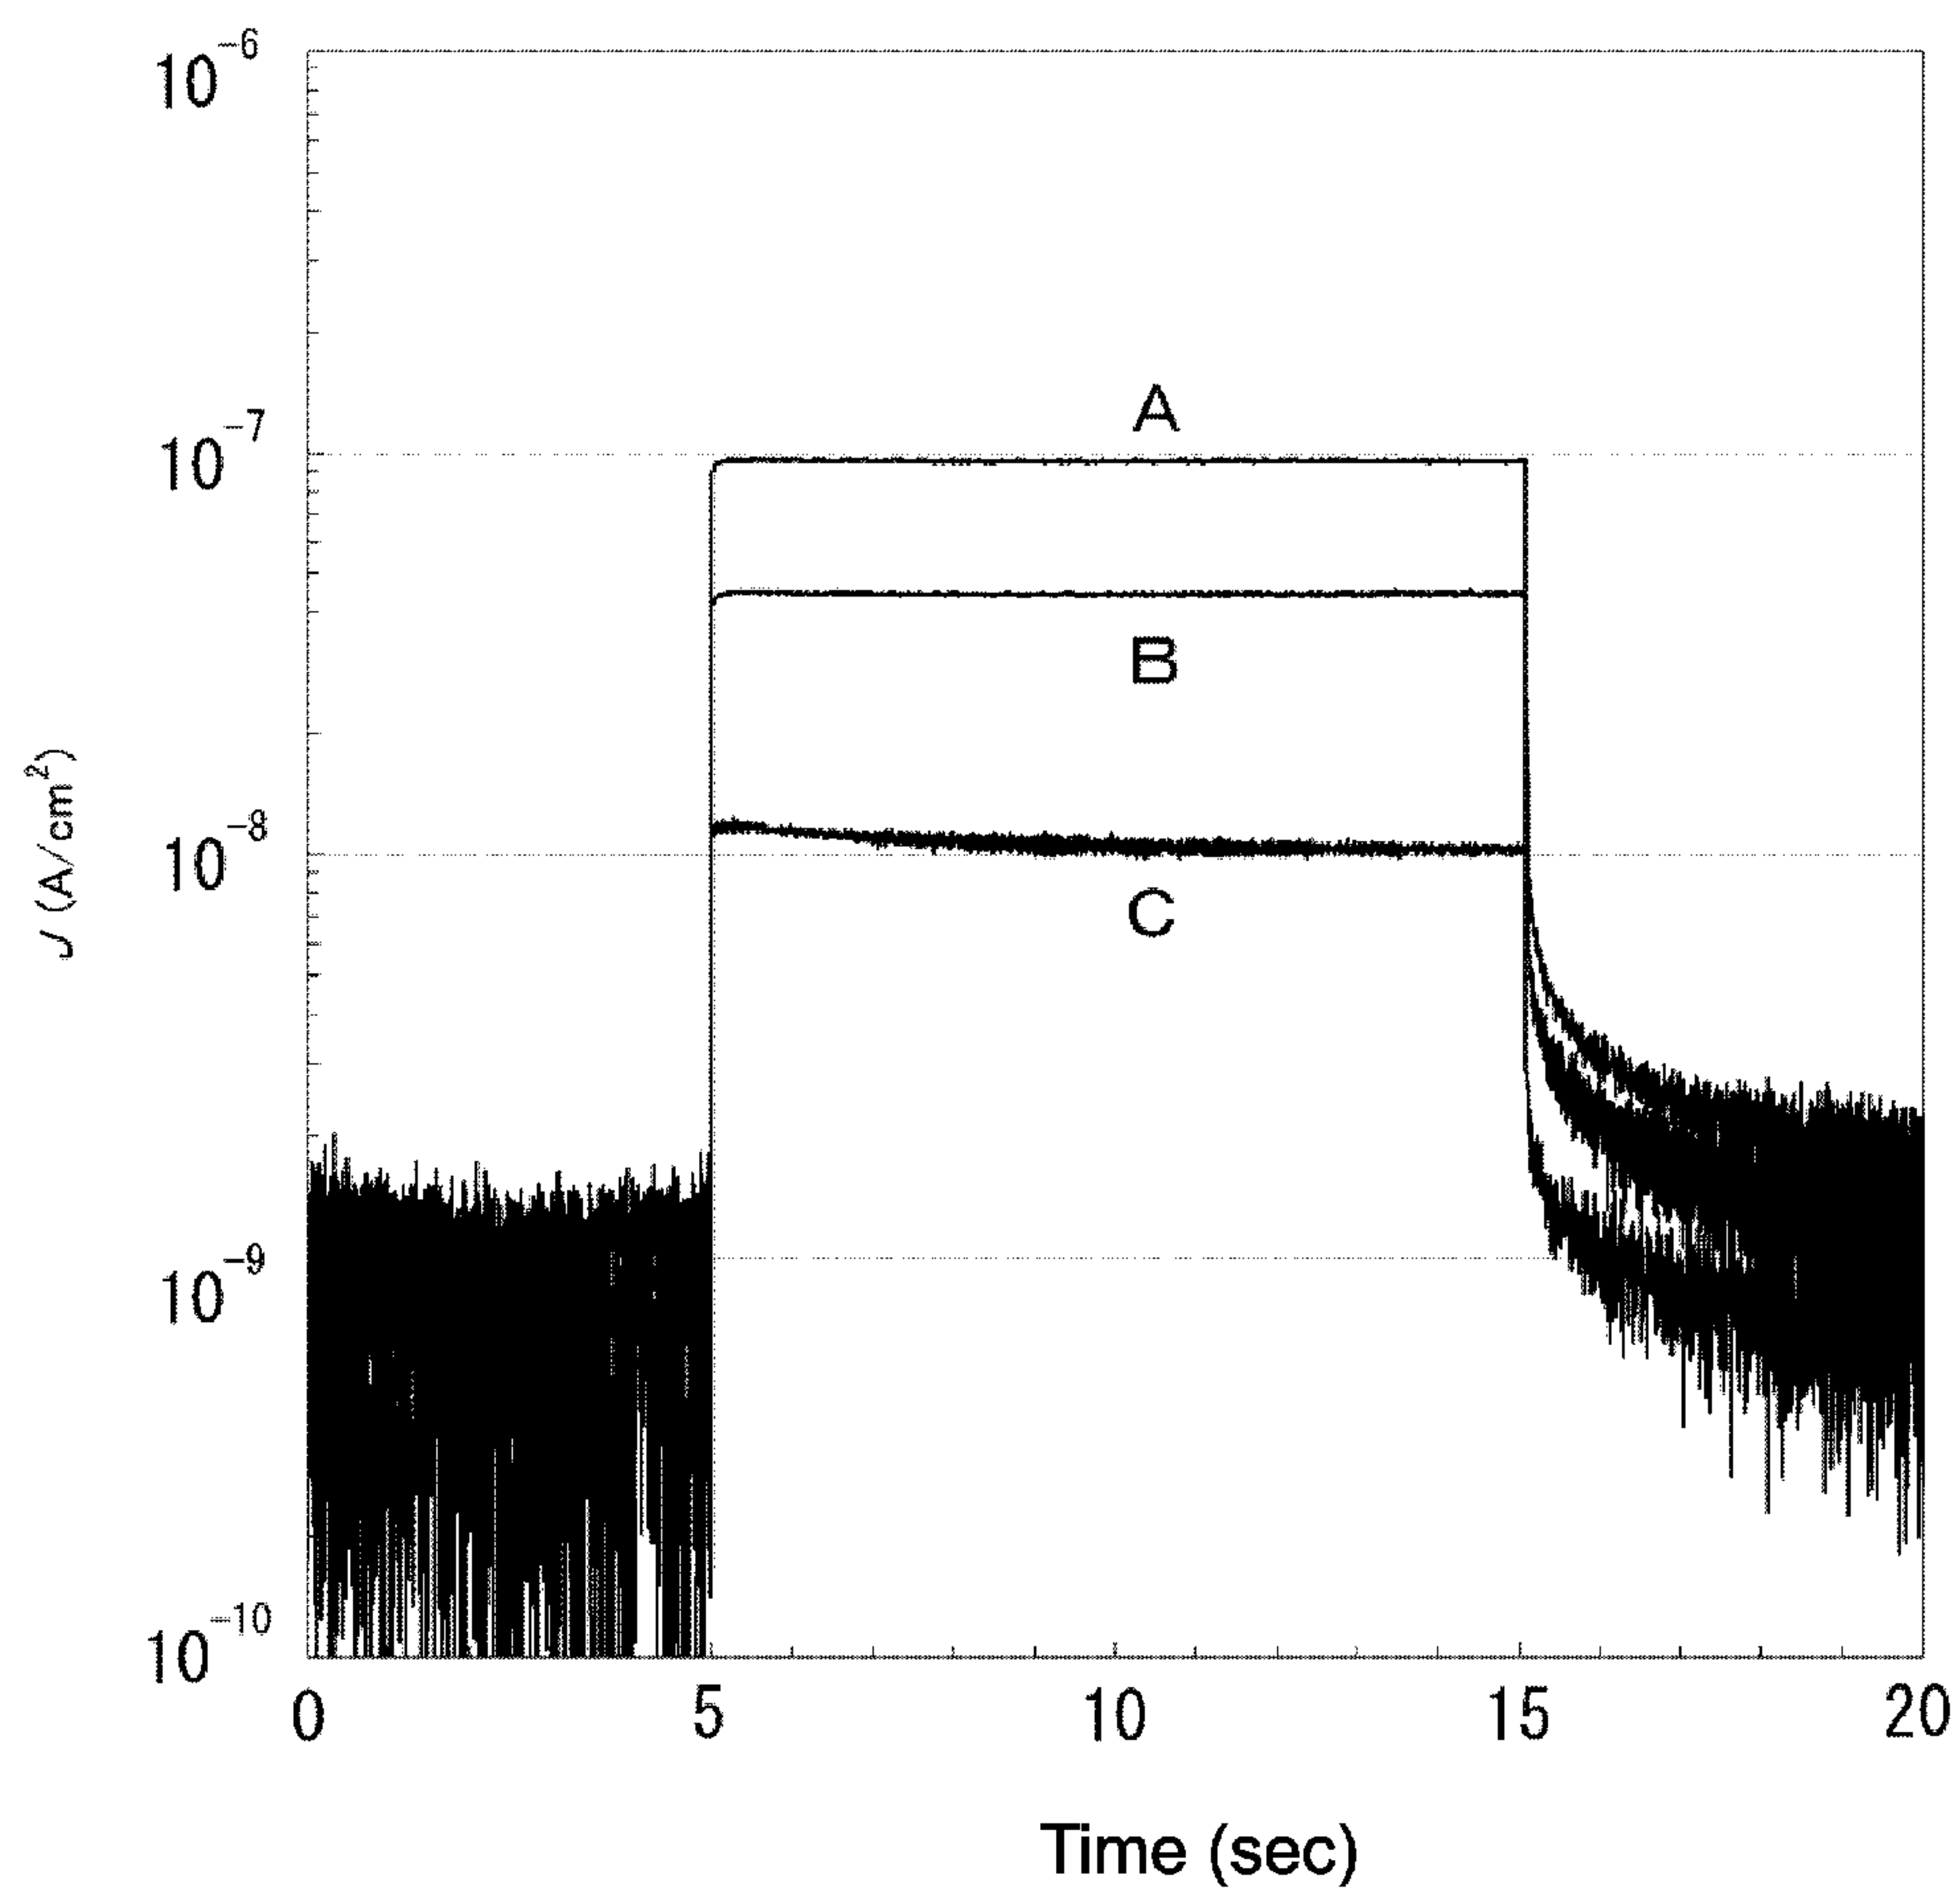 10⁻⁶
10⁻⁷
10⁻⁸
10⁻⁹
10⁻¹⁰
J (A/cm²)
A
B
C
0 5 10 15 20
Time (sec)